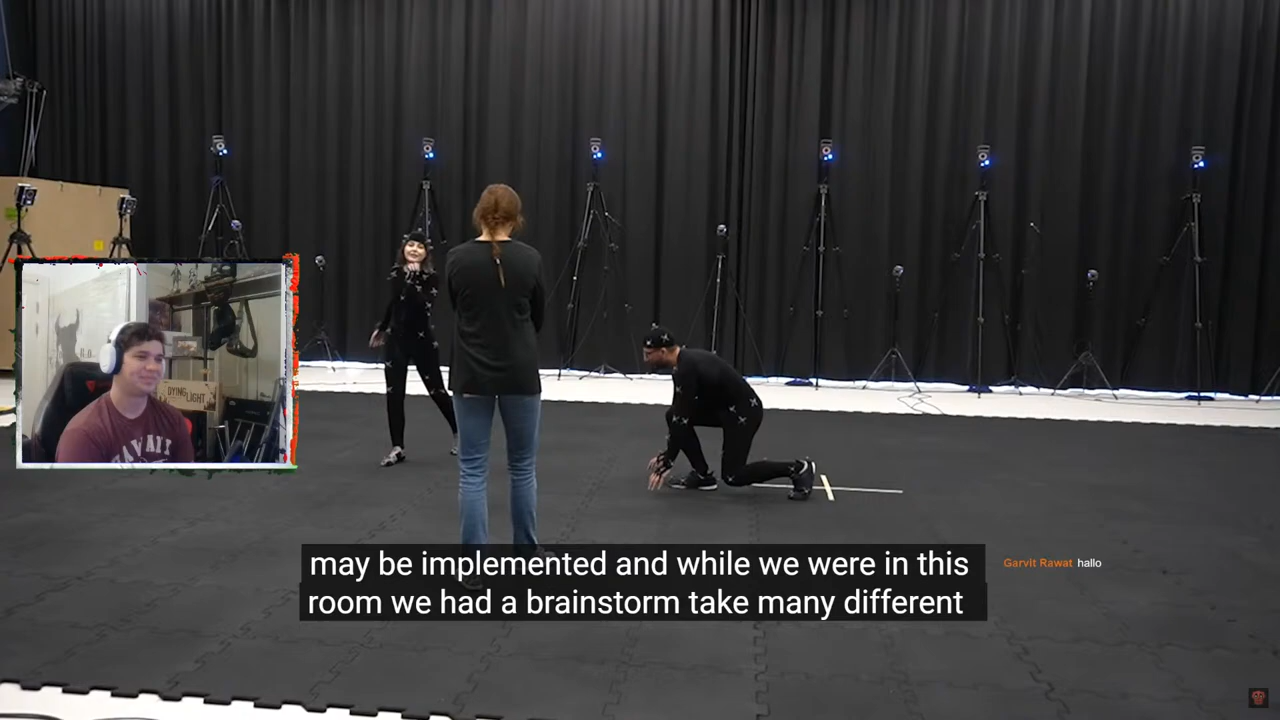 DYING LIGHT
may be implemented and while we were in this
room we had a brainstorm take many different
Garvit Rawat hallo